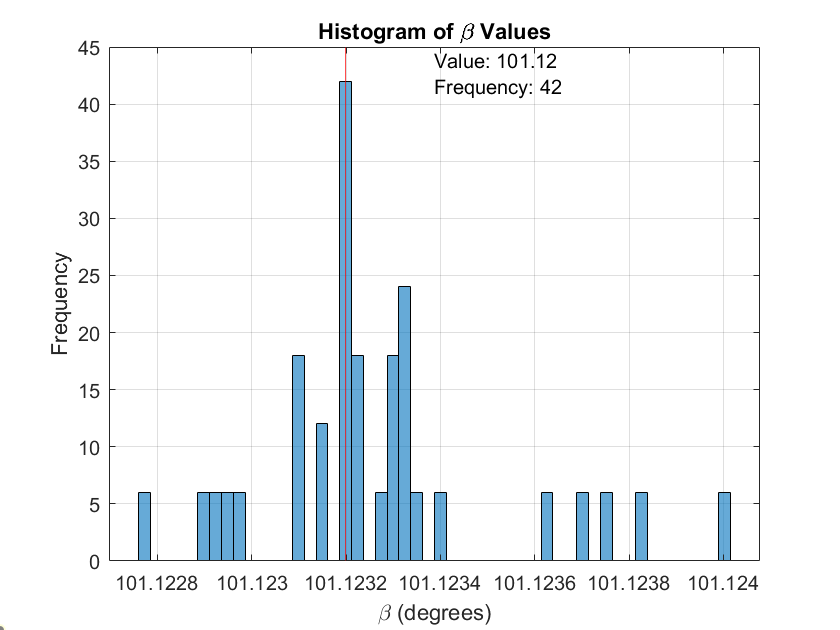 Histogram of β Values
Value: 101.12
Frequency: 42
45
40
35
30
25
20
15
10
5
0
Frequency
101.1228 101.123 101.1232 101.1234 101.1236 101.1238 101.124
β (degrees)